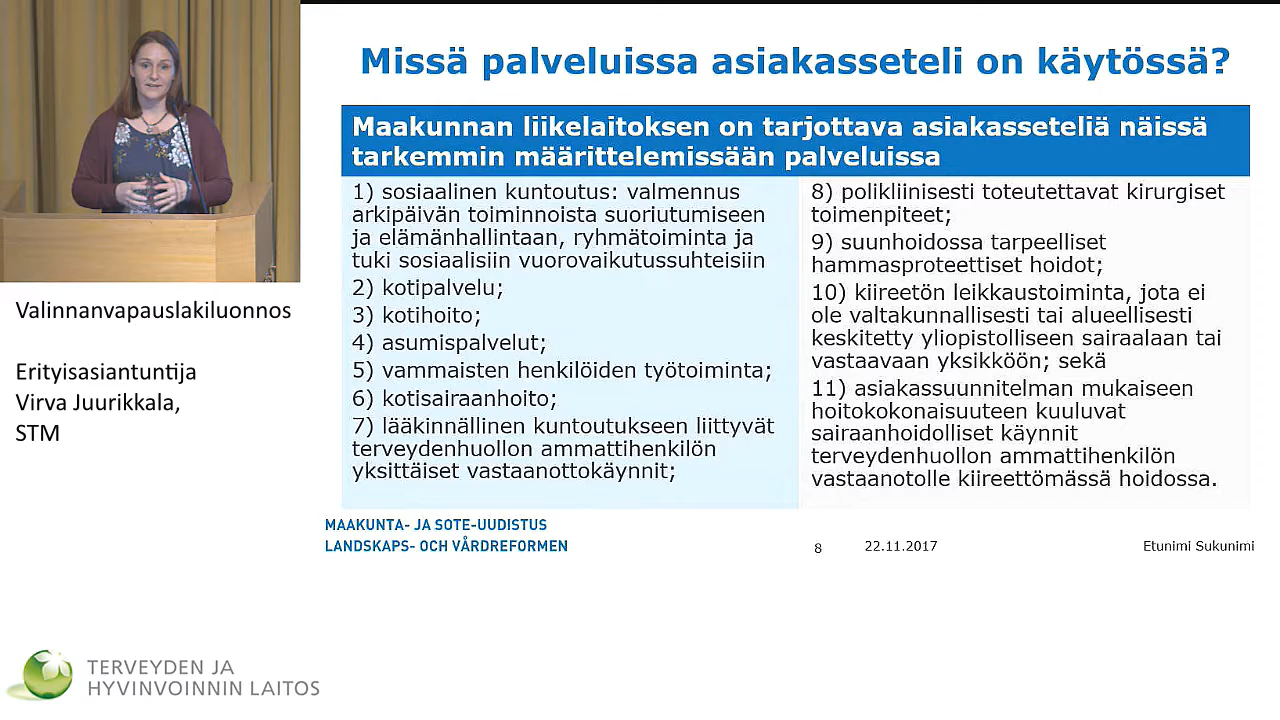 Missä palveluissa asiakasseteli on käytössä?
Maakunnan liikelaitoksen on tarjottava asiakasseteliä näissä
tarkemmin määrittelemissään palveluissa
1) sosiaalinen kuntoutus: valmennus
arkipäivän toiminnoista suoriutumiseen
ja elämänhallintaan, ryhmätoiminta ja
tuki sosiaalisiin vuorovaikutussuhteisiin
2) kotipalvelu;
3) kotihoito;
4) asumispalvelut;
5) vammaisten henkilöiden työtoiminta;
6) kotisairaanhoito;
7) lääkinnällinen kuntoutukseen liittyvät
terveydenhuollon ammattihenkilön
yksittäiset vastaanottokäynnit;
8) polikliinisesti toteutettavat kirurgiset
toimenpiteet;
9) suunhoidossa tarpeelliset
hammasproteettiset hoidot;
10) kiireetön leikkaustoiminta, jota ei
ole valtakunnallisesti tai alueellisesti
keskitetty yliopistolliseen sairaalaan tai
vastaavaan yksikköön; sekä
11) asiakassuunnitelman mukaiseen
hoitokokonaisuuteen kuuluvat
sairaanhoidolliset käynnit
terveydenhuollon ammattihenkilön
vastaanotolle kiireettömässä hoidossa.
MAAKUNTA- JA SOTE-UUDISTUS
LANDSKAPS- OCH VÅRDREFORMEN
8
22.11.2017
Etunimi Sukunimi
Valinnanvapauslakiluonnos
Erityisasiantuntija
Virva Juurikkala,
STM
TERVEYDEN JA
HYVINVOINNIN LAITOS